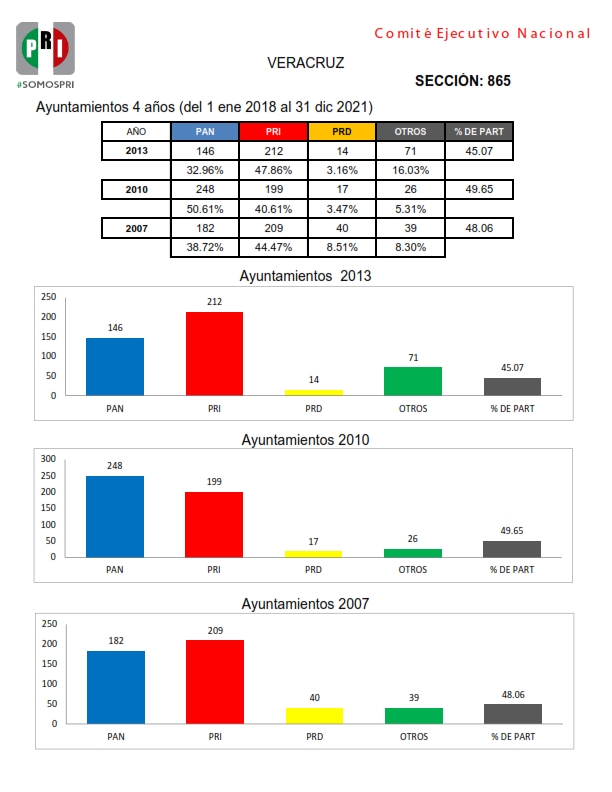 Comité Ejecutivo Nacional
PRI
#SOMOSPRI
VERACRUZ
SECCIÓN: 865
Ayuntamientos 4 años (del 1 ene 2018 al 31 dic 2021)
AÑO PAN PRI PRD OTROS % DE PART
2013 146 212 14 71 45.07
32.96% 47.86% 3.16% 16.03%
2010 248 199 17 26 49.65
50.61% 40.61% 3.47% 5.31%
2007 182 209 40 39 48.06
38.72% 44.47% 8.51% 8.30%
Ayuntamientos 2013
250
200
150
100
50
0
146 212 14 71 45.07
PAN PRI PRD OTROS % DE PART
Ayuntamientos 2010
300
250
200
150
100
50
0
248 199 17 26 49.65
PAN PRI PRD OTROS % DE PART
Ayuntamientos 2007
250
200
150
100
50
0
182 209 40 39 48.06
PAN PRI PRD OTROS % DE PART